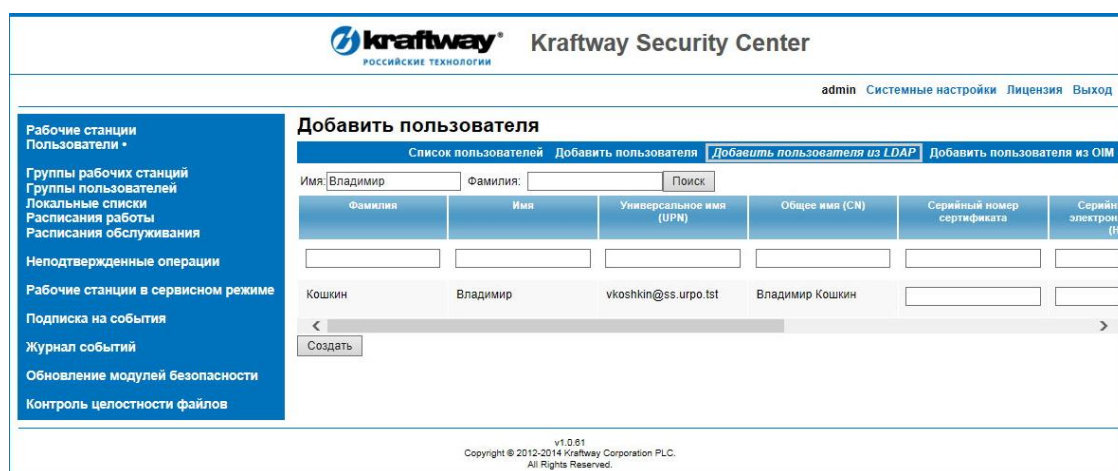 kraftway®
РОССИЙСКИЕ ТЕХНОЛОГИИ
Kraftway Security Center
admin Системные настройки Лицензия Выход
Рабочие станции
Пользователи •
Группы рабочих станций
Группы пользователей
Локальные списки
Расписания работы
Расписания обслуживания
Неподтвержденные операции
Рабочие станции в сервисном режиме
Подписка на события
Журнал событий
Обновление модулей безопасности
Контроль целостности файлов
Добавить пользователя
Список пользователей Добавить пользователя Добавить пользователя из LDAP Добавить пользователя из OIM
Имя: Владимир Фамилия: Поиск
Фамилия Имя Универсальное имя (UPN) Общее имя (CN) Серийный номер сертификата
Кошкин Владимир vkoshkin@ss.urpo.tst Владимир Кошкин
Создать
v1.0.61
Copyright © 2012-2014 Kraftway Corporation PLC.
All Rights Reserved.